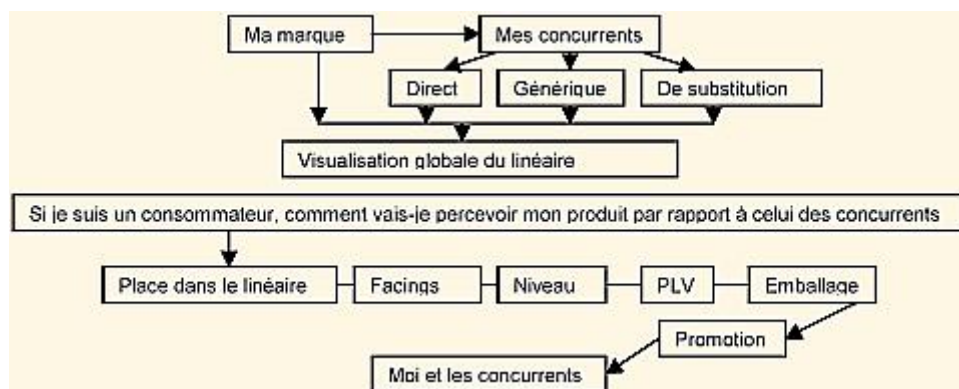 Ma marque
Mes concurrents
Direct
Générique
De substitution
Visualisation globale du linéaire
Si je suis un consommateur, comment vais-je percevoir mon produit par rapport à celui des concurrents
Place dans le linéaire
Facings
Niveau
PLV
Emballage
Promotion
Moi et les concurrents